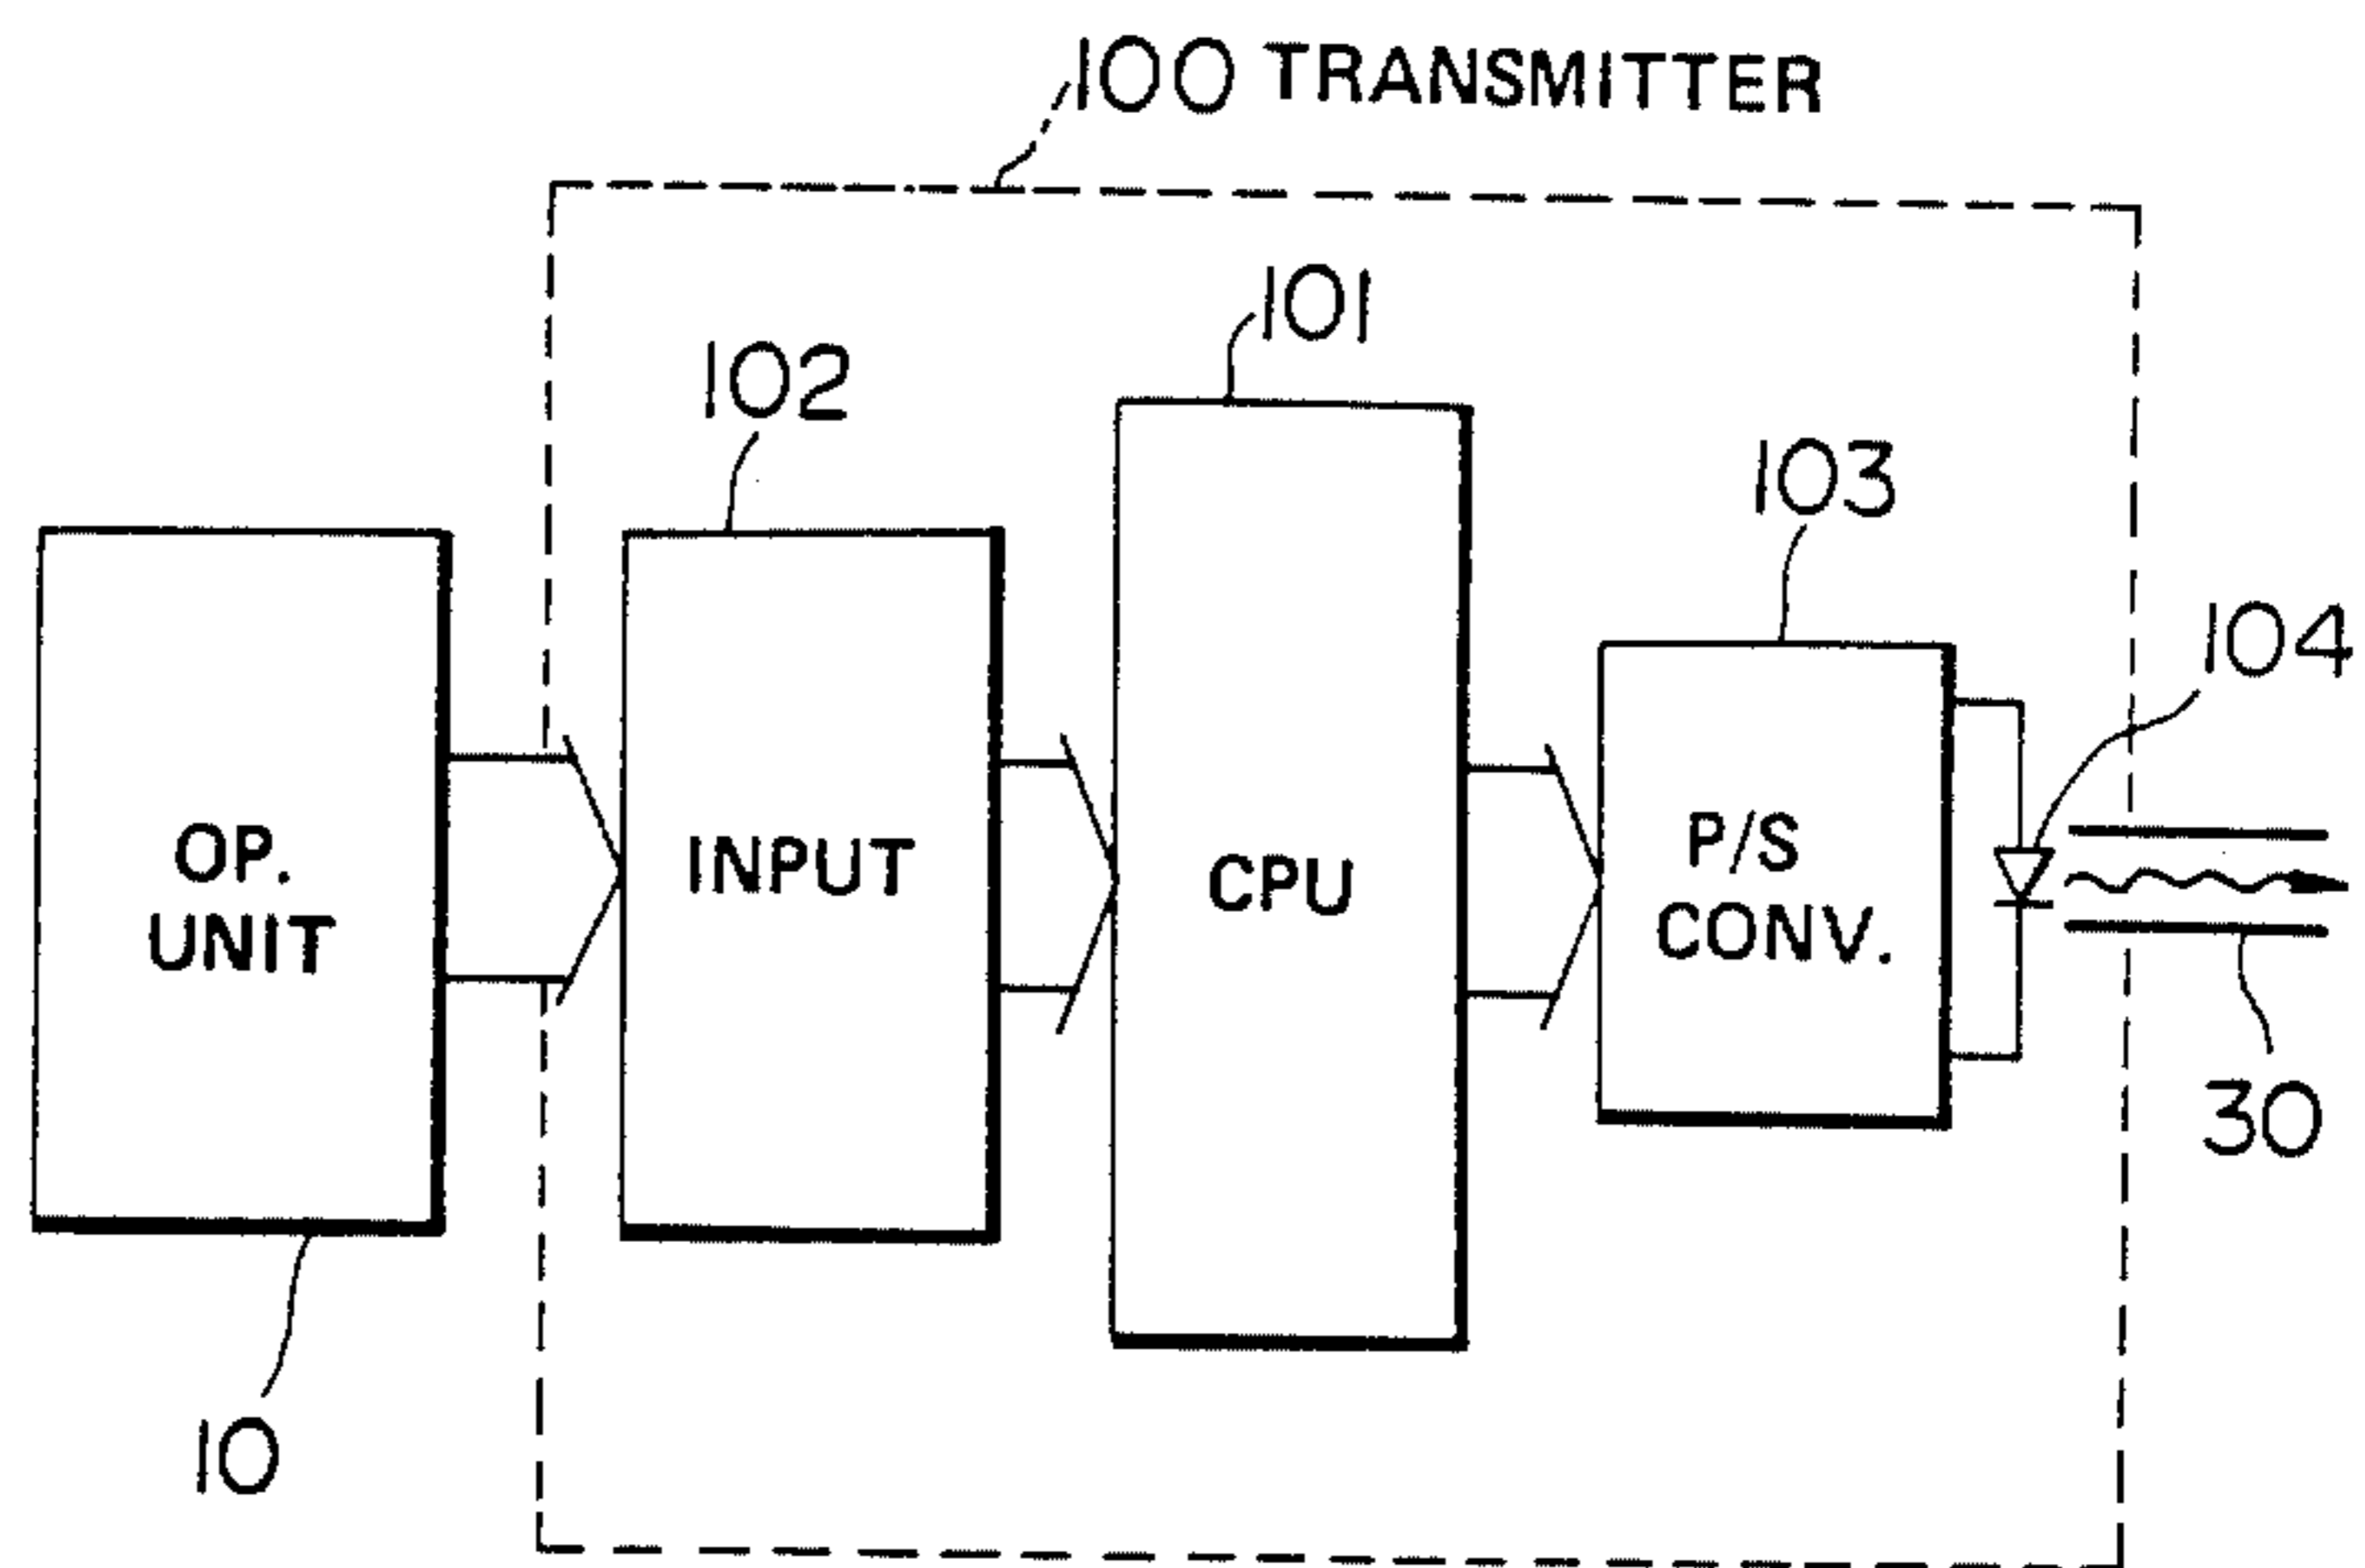 100 TRANSMITTER
101
102
103
104
OP.
UNIT
INPUT
CPU
P/S
CONV.
30
10